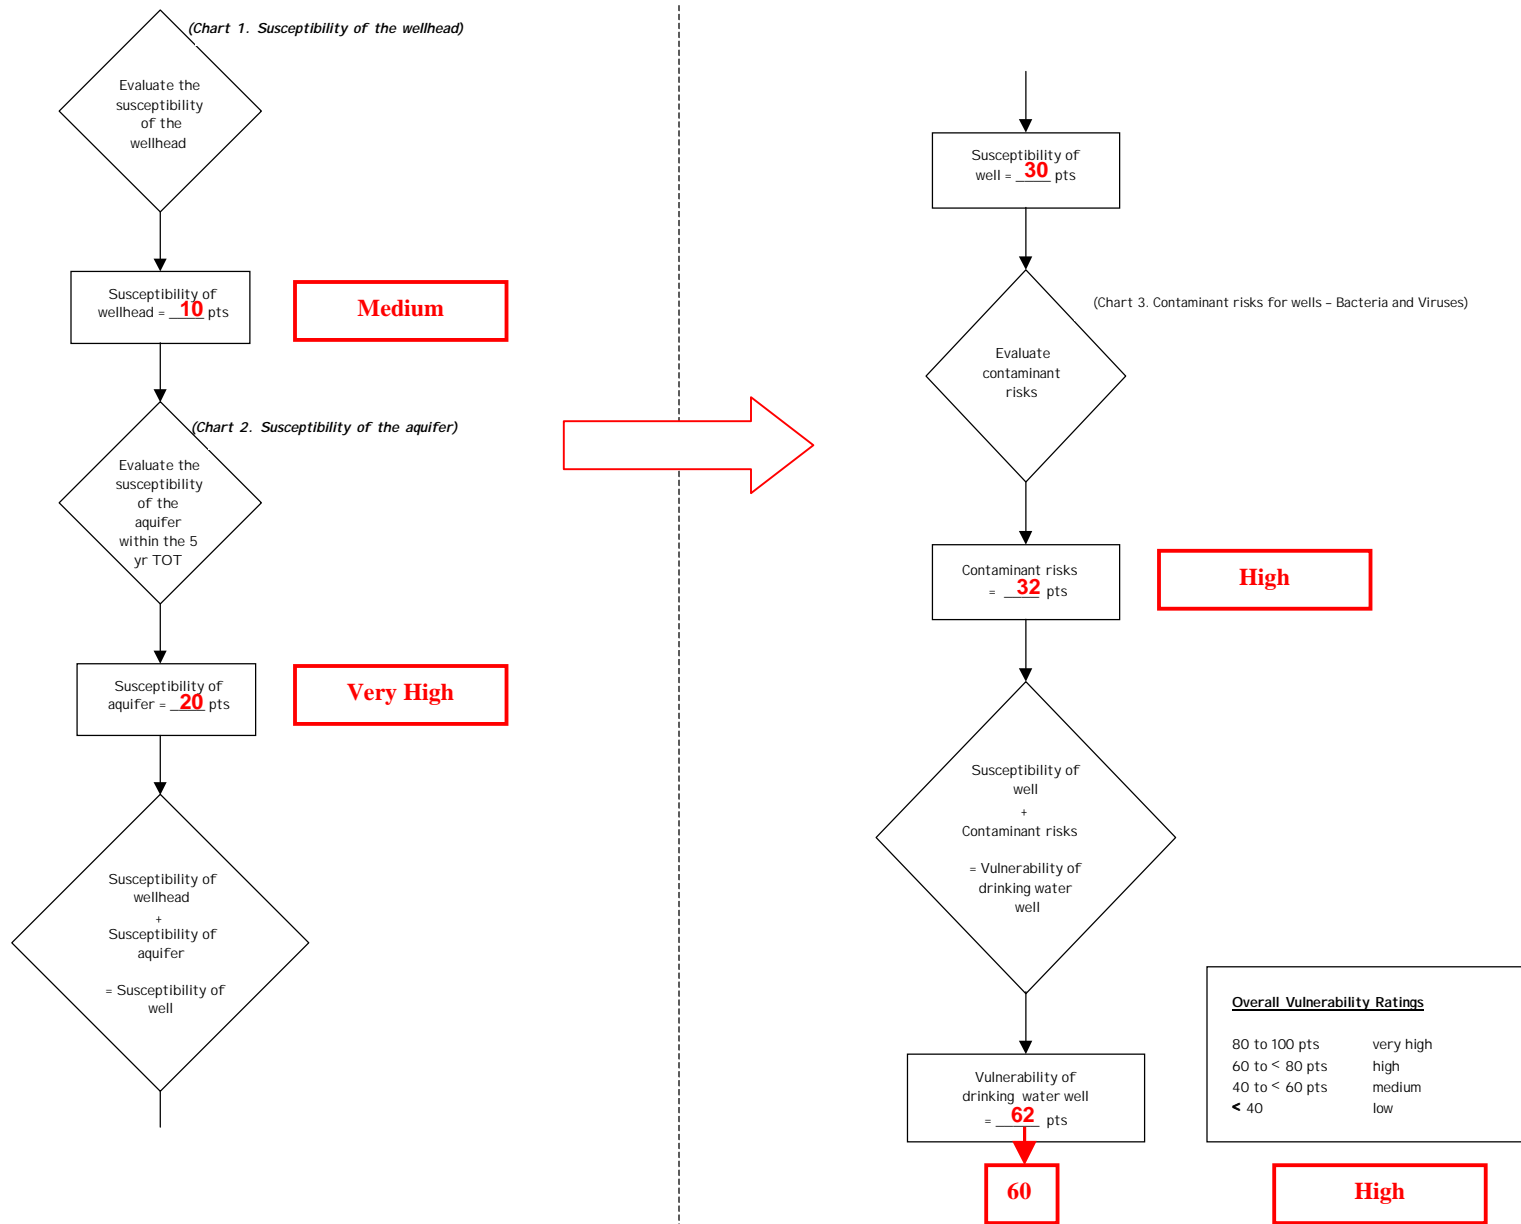 (Chart 1. Susceptibility of the wellhead)
Evaluate the
susceptibility
of the
wellhead
Susceptibility of
wellhead = 10 pts
Medium
(Chart 2. Susceptibility of the aquifer)
Evaluate the
susceptibility
of the
aquifer
within the 5
yr TOT
Susceptibility of
aquifer = 20 pts
Very High
Susceptibility of
wellhead
+
Susceptibility of
aquifer
= Susceptibility of
well
Susceptibility of
well = 30 pts
(Chart 3. Contaminant risks for wells – Bacteria and Viruses)
Evaluate
contaminant
risks
Contaminant risks
= 32 pts
High
Susceptibility of
well
+
Contaminant risks
= Vulnerability of
drinking water
well
Vulnerability of
drinking water well
= 62 pts
60
Overall Vulnerability Ratings
80 to 100 pts very high
60 to < 80 pts high
40 to < 60 pts medium
< 40 low
High